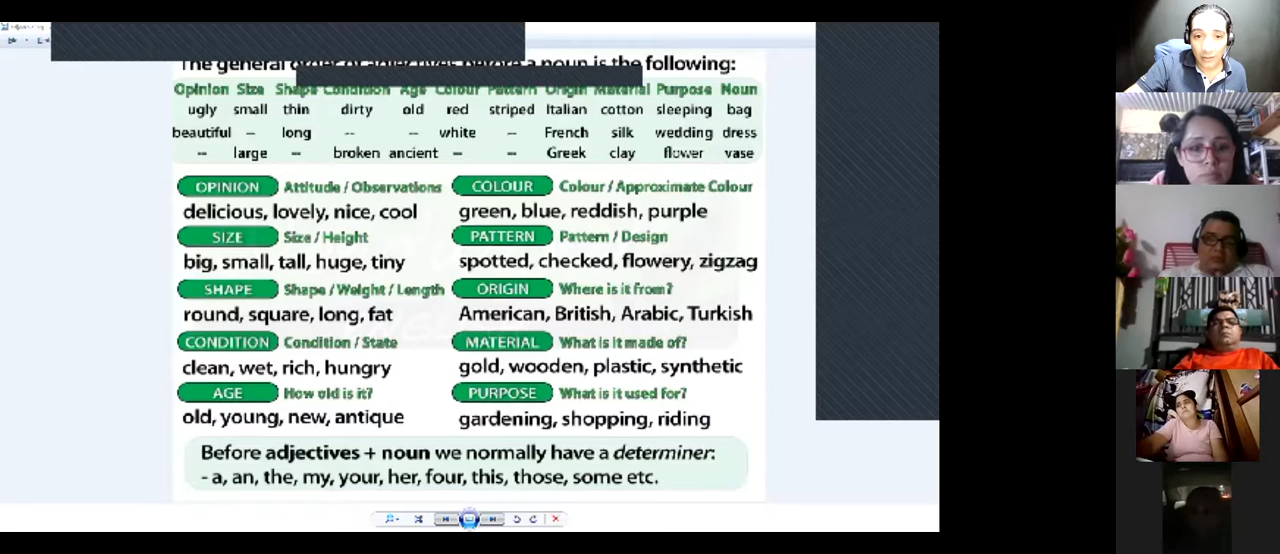 The general order of adjectives before a noun is the following:
Opinion Size Shape Condition Age Colour Pattern Origin Material Purpose Noun
ugly small thin dirty old red striped Italian cotton sleeping bag
beautiful -- long -- -- white -- French silk wedding dress
-- large -- broken ancient -- -- Greek clay flower vase
OPINION Attitude / Observations
delicious, lovely, nice, cool
SIZE Size / Height
big, small, tall, huge, tiny
SHAPE Shape / Weight / Length
round, square, long, fat
CONDITION Condition / State
clean, wet, rich, hungry
AGE How old is it?
old, young, new, antique
COLOUR Colour / Approximate Colour
green, blue, reddish, purple
PATTERN Pattern / Design
spotted, checked, flowery, zigzag
ORIGIN Where is it from?
American, British, Arabic, Turkish
MATERIAL What is it made of?
gold, wooden, plastic, synthetic
PURPOSE What is it used for?
gardening, shopping, riding
Before adjectives + noun we normally have a determiner:
- a, an, the, my, your, her, four, this, those, some etc.